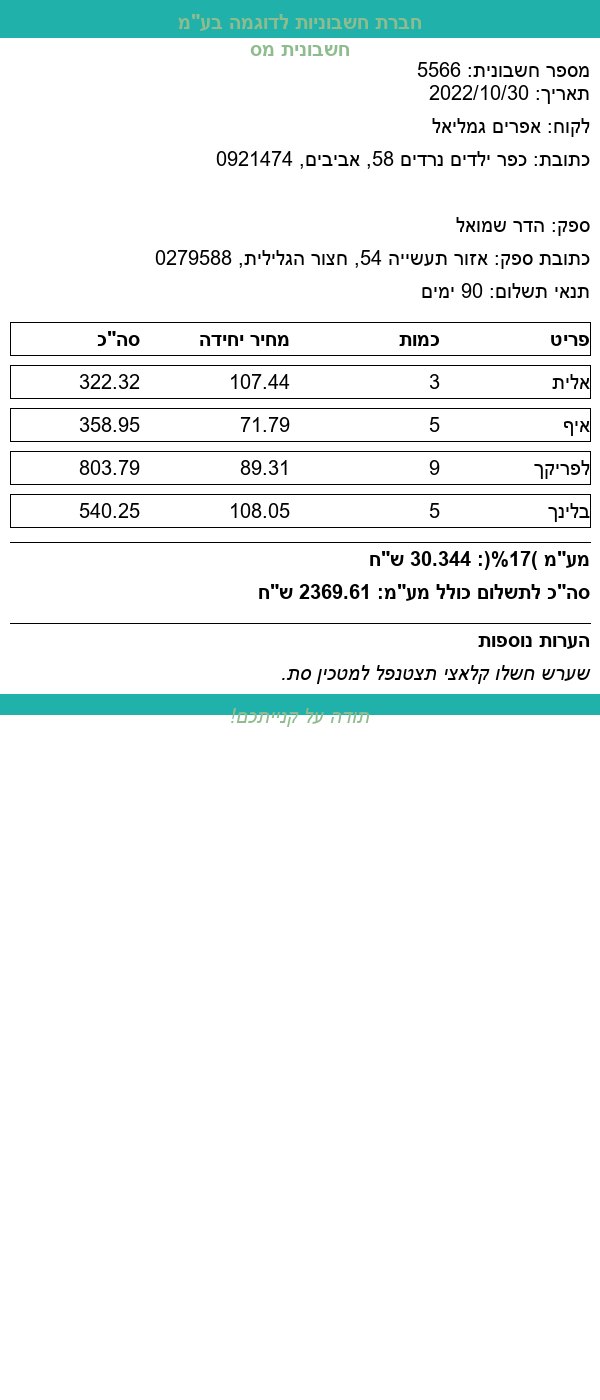 חברת חשבוניות לדוגמה בע"מ
חשבונית מס
מספר חשבונית: 5566
תאריך: 2022/10/30
לקוח: אפרים גמליאל
כתובת: כפר ילדים נרדים 58, אביבים, 0921474
ספק: הדר שמואל
כתובת ספק: אזור תעשייה 54, חצור הגלילית, 0279588
תנאי תשלום: 90 ימים
פריט כמות מחיר יחידה סה"כ
אלית 3 107.44 322.32
איף 5 71.79 358.95
לפריקך 9 89.31 803.79
בלינך 5 108.05 540.25
מע"מ )17%(: 30.344 ש"ח
סה"כ לתשלום כולל מע"מ: 2369.61 ש"ח
הערות נוספות
שערש חשלו קלאצי תצטנפל למטכין סת.
תודה על קנייתכם!